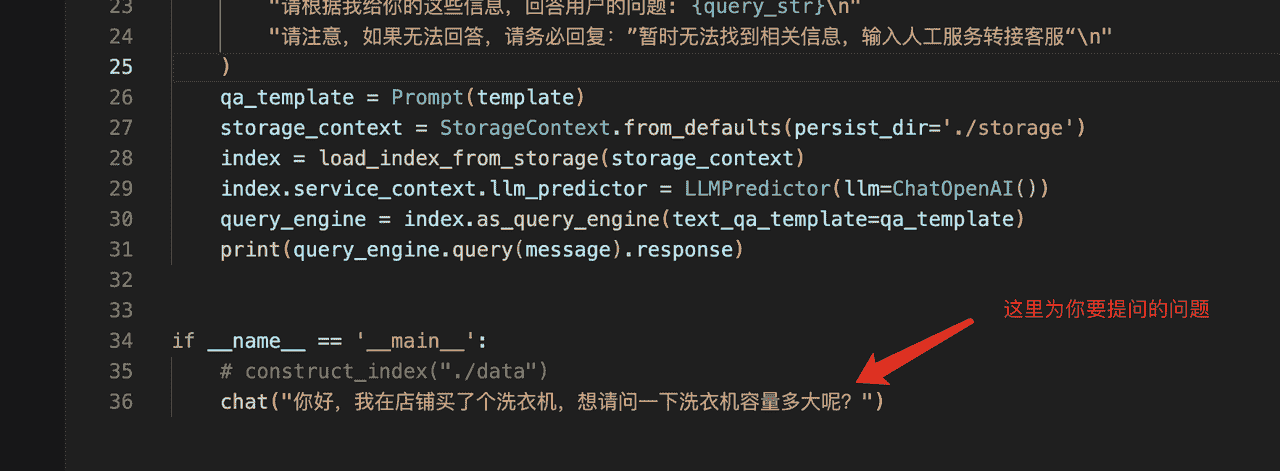 23 "请根据我给你的这些信息，回答用户的问题: {query_str}\n"
24 "请注意，如果无法回答，请务必回复：”暂时无法找到相关信息，输入人工服务转接客服“\n"
25 )
26 qa_template = Prompt(template)
27 storage_context = StorageContext.from_defaults(persist_dir='./storage')
28 index = load_index_from_storage(storage_context)
29 index.service_context.llm_predictor = LLMPredictor(llm=ChatOpenAI())
30 query_engine = index.as_query_engine(text_qa_template=qa_template)
31 print(query_engine.query(message).response)
32
33
这里为你要提问的问题
34 if __name__ == '__main__':
35 # construct_index("./data")
36 chat("你好，我在店铺买了个洗衣机，想请问一下洗衣机容量多大呢？")